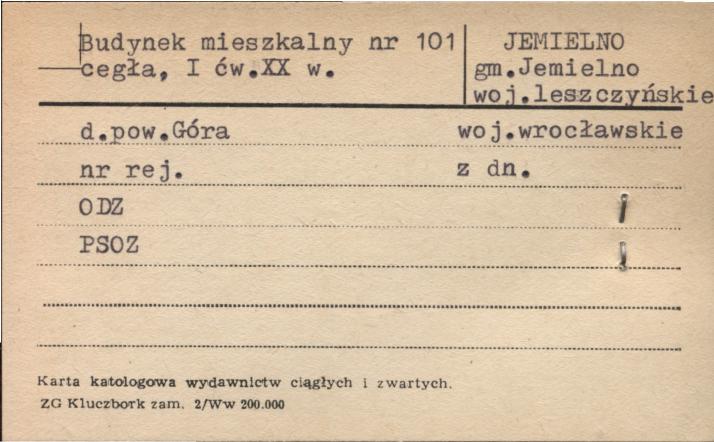 Budynek mieszkalny nr 101 JEMIELNO
cegła, I ćw.XX w. gm.Jemielno
woj.leszczyńskie
d.pow.Góra woj.wrocławskie
nr rej. z dn.
ODZ
PSOZ
Karta katologowa wydawnictw ciągłych i zwartych.
ZG Kluczbork zam. 2/Ww 200.000